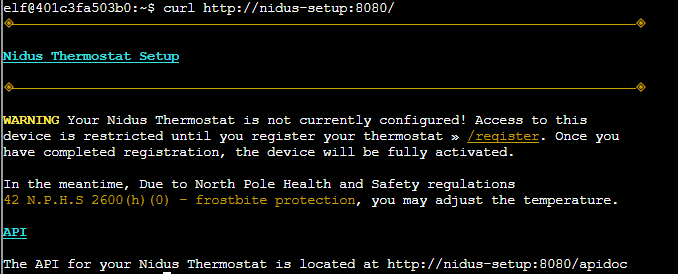 elf@401c3fa503b0:~$ curl http://nidus-setup:8080/
Nidus Thermostat Setup
WARNING Your Nidus Thermostat is not currently configured! Access to this
device is restricted until you register your thermostat » /register. Once you
have completed registration, the device will be fully activated.
In the meantime, Due to North Pole Health and Safety regulations
42 N.P.H.S 2600(h)(0) - frostbite protection, you may adjust the temperature.
API
The API for your Nidus Thermostat is located at http://nidus-setup:8080/apidoc